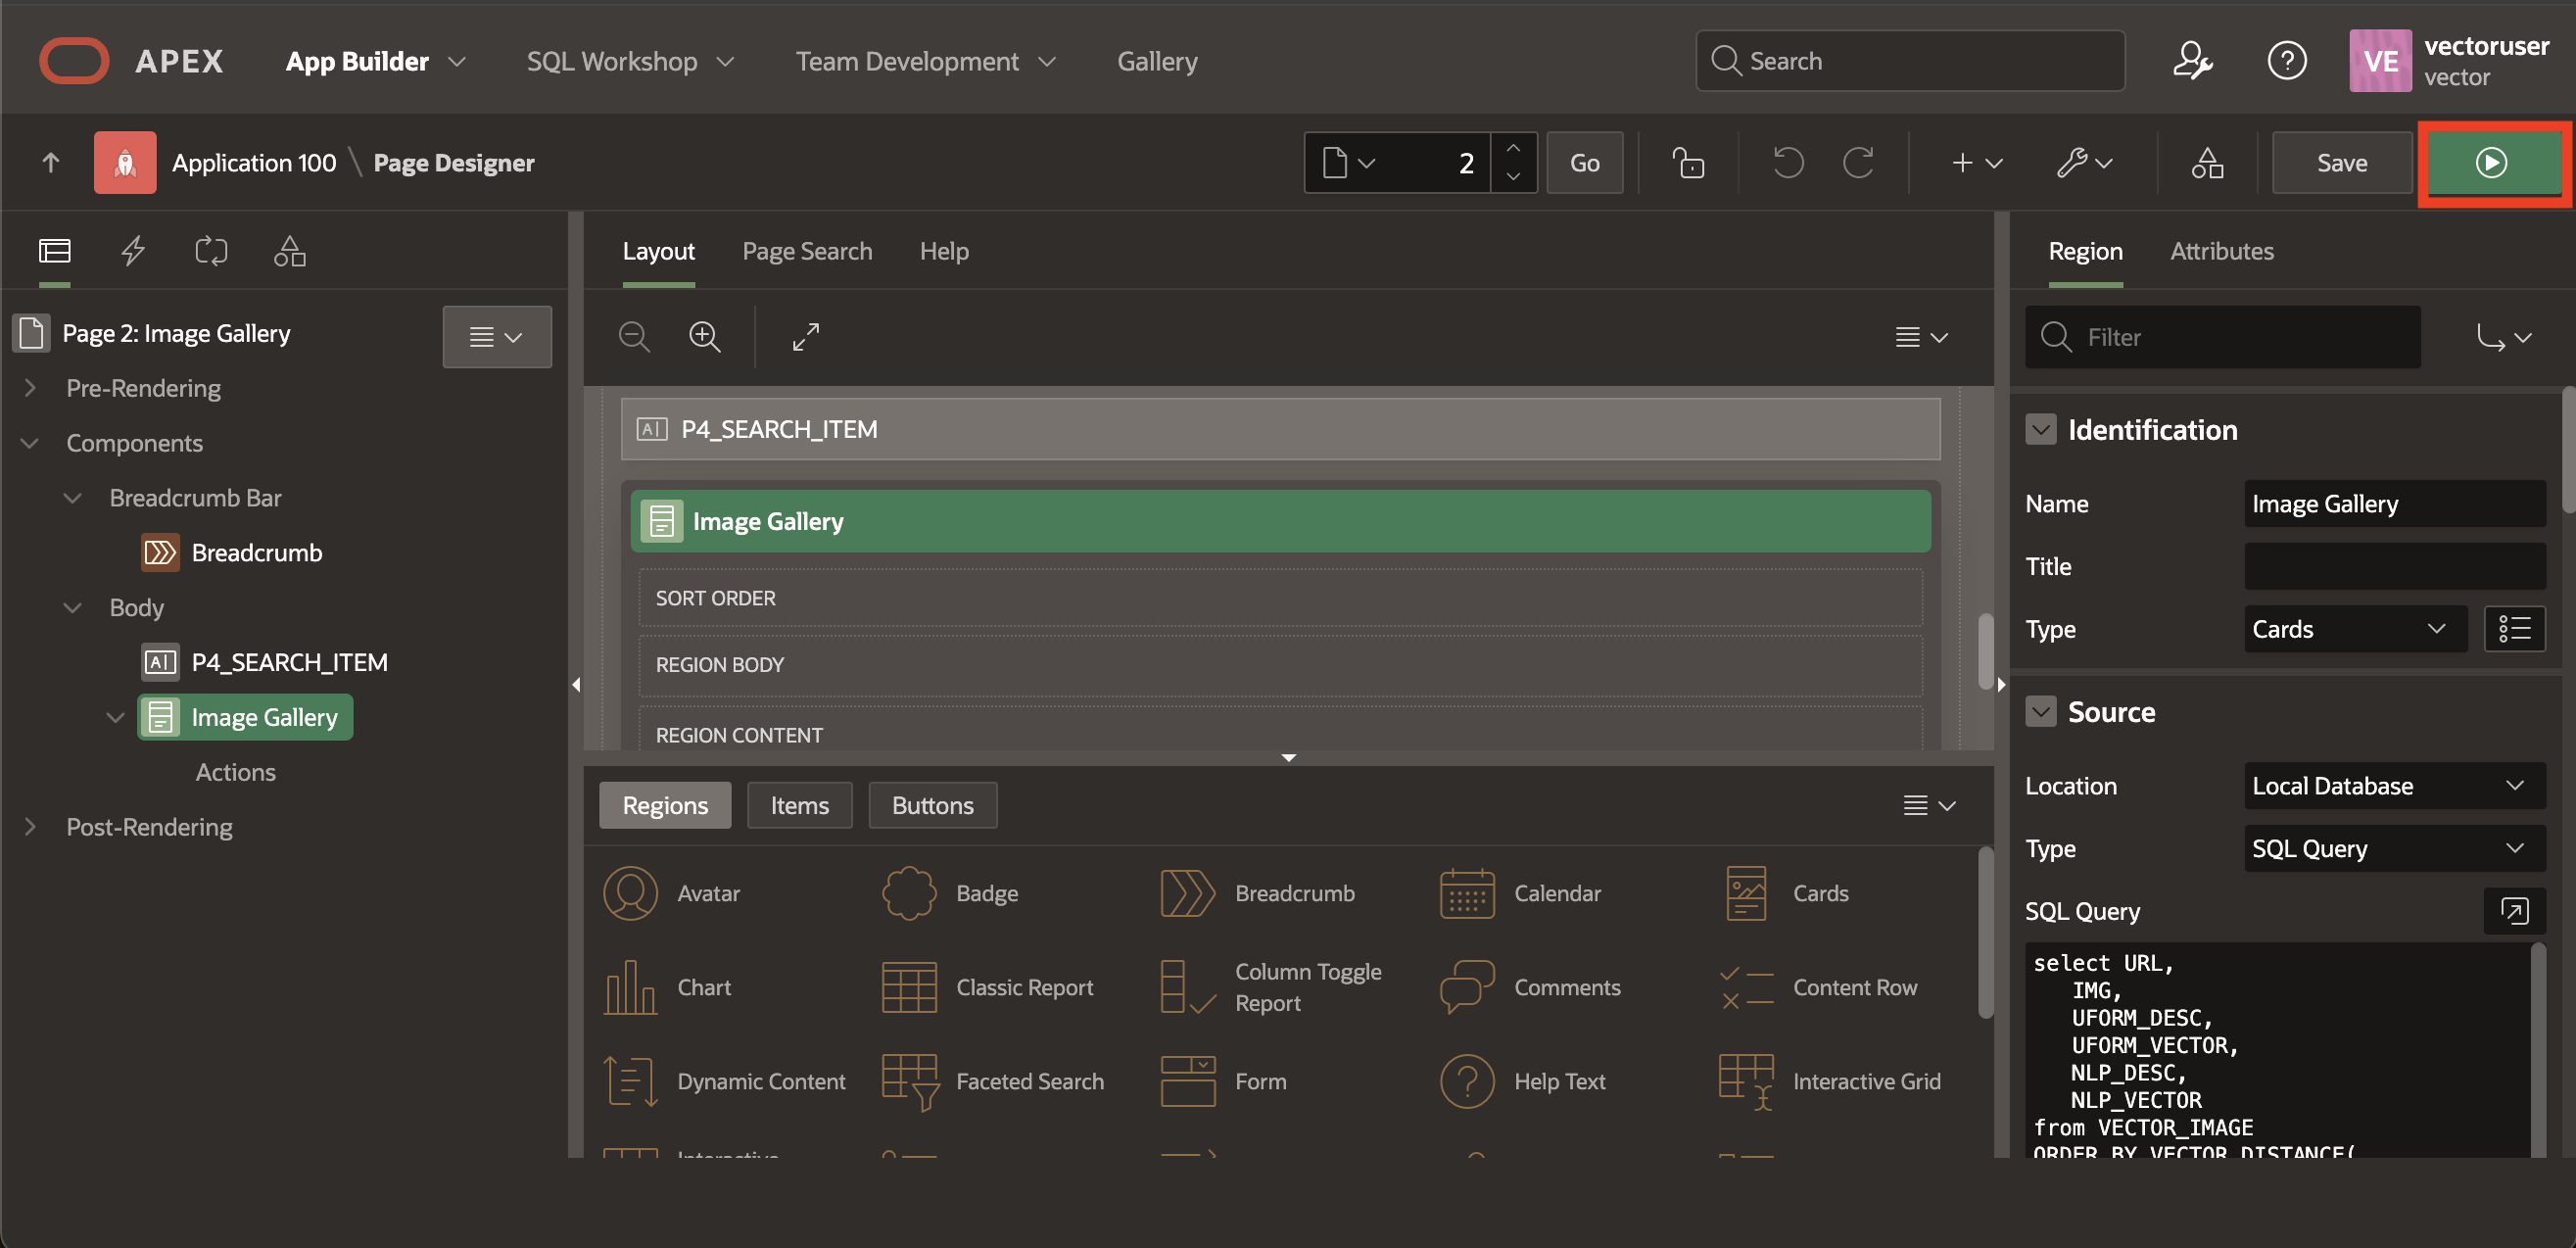 APEX App Builder SQL Workshop Team Development Gallery Search VE vectoruser
vector
Application 100 \ Page Designer 2 Go Save
Layout Page Search Help Region Attributes
Page 2: Image Gallery Filter
Pre-Rendering
Components
Breadcrumb Bar
Breadcrumb
Body
P4_SEARCH_ITEM
Image Gallery
Actions
Post-Rendering
P4_SEARCH_ITEM
Image Gallery
SORT ORDER
REGION BODY
REGION CONTENT
Regions Items Buttons
Avatar Badge Breadcrumb Calendar Cards
Chart Classic Report Column Toggle
Report Comments Content Row
Dynamic Content Faceted Search Form Help Text Interactive Grid
Interactive
Identification
Name Image Gallery
Title
Type Cards
Source
Location Local Database
Type SQL Query
SQL Query
select URL,
IMG,
UFORM_DESC,
UFORM_VECTOR,
NLP_DESC,
NLP_VECTOR
from VECTOR_IMAGE
ORDER BY VECTOR_DISTANCE(